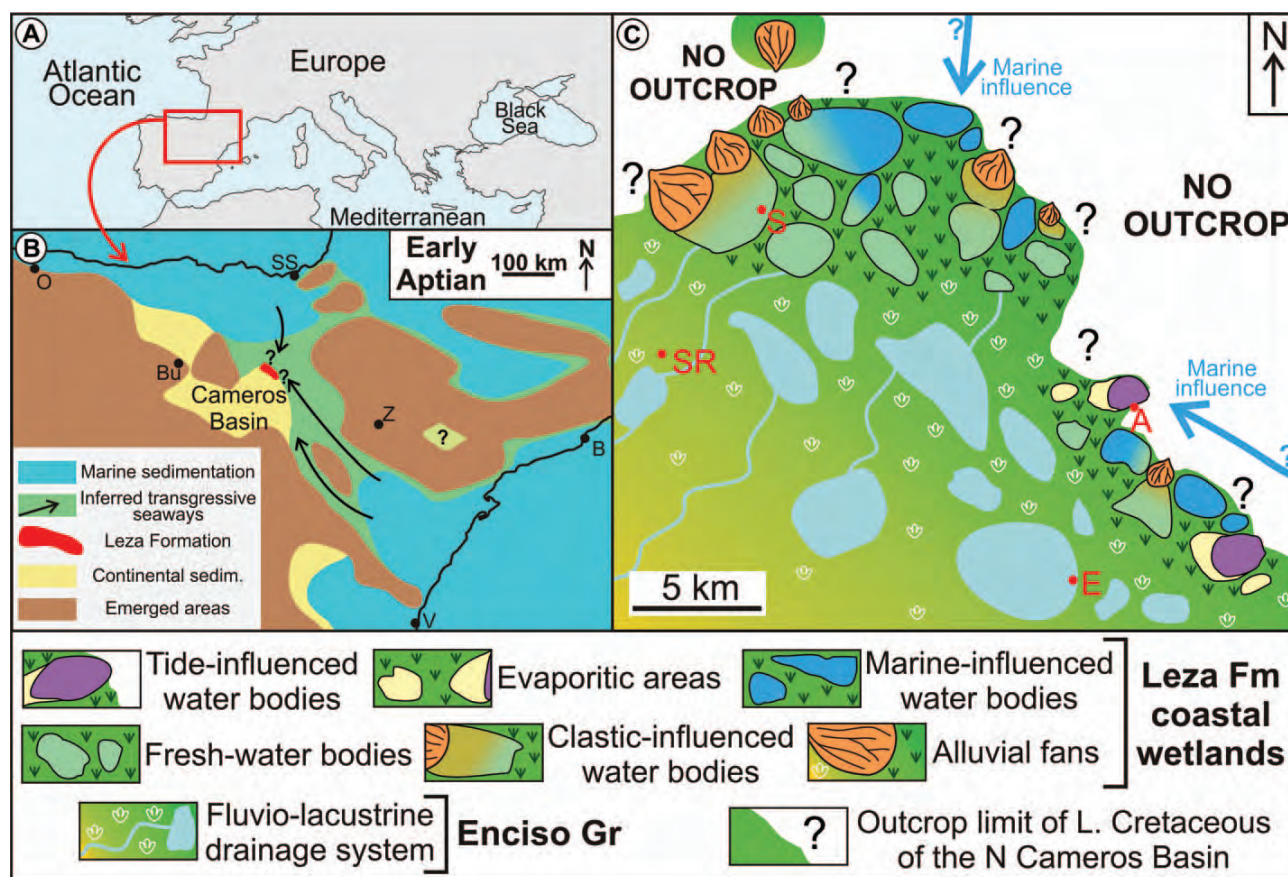 A
Atlantic
Ocean
Europe
Black
Sea
Mediterranean
B
Early
Aptian
100 km
N
O
SS
Bu
?
?
Cameros
Basin
Z
?
B
V
Marine sedimentation
Inferred transgressive
seaways
Leza Formation
Continental sedim.
Emerged areas
C
NO
OUTCROP
?
?
Marine
influence
N
?
?
?
NO
OUTCROP
S
SR
?
A
Marine
influence
?
?
E
5 km
Tide-influenced
water bodies
Evaporitic areas
Marine-influenced
water bodies
Fresh-water bodies
Clastic-influenced
water bodies
Alluvial fans
Leza Fm
coastal
wetlands
Fluvio-lacustrine
drainage system
Enciso Gr
?
Outcrop limit of L. Cretaceous
of the N Cameros Basin